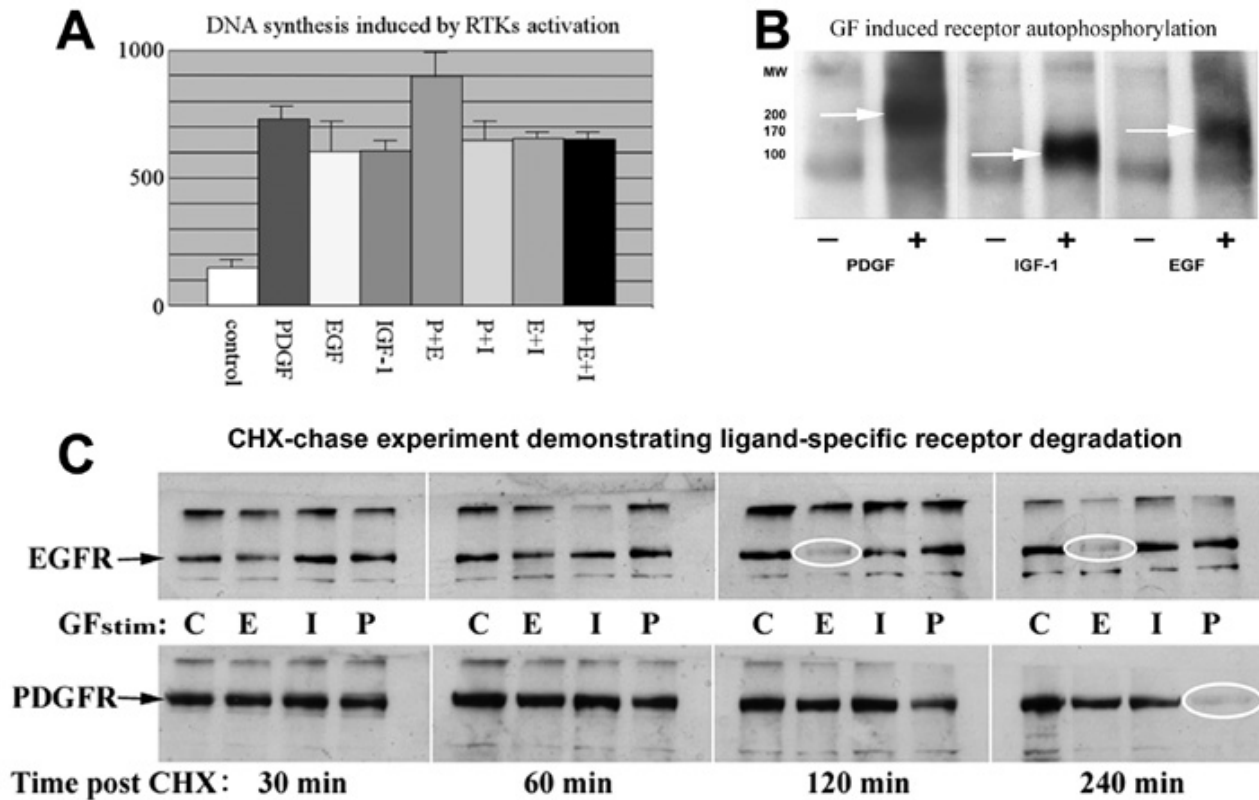 A
DNA synthesis induced by RTKs activation
1000
500
0
control
PDGF
EGF
IGF-1
P+E
P+I
E+I
P+E+I
B
GF induced receptor autophosphorylation
MW
200
170
100
− + − + − +
PDGF IGF-1 EGF
C
CHX-chase experiment demonstrating ligand-specific receptor degradation
EGFR
GFstim: C E I P C E I P C E I P C E I P
PDGFR
Time post CHX: 30 min 60 min 120 min 240 min